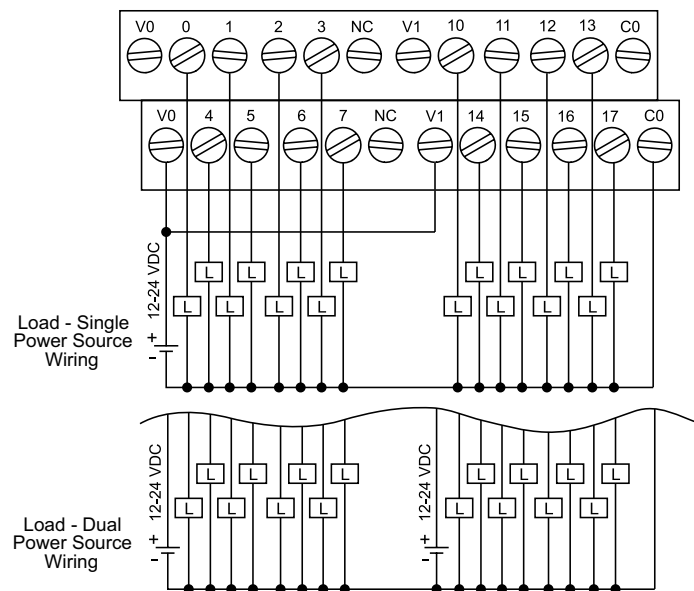 V0 0 1 2 3 NC V1 10 11 12 13 C0
V0 4 5 6 7 NC V1 14 15 16 17 C0
12-24 VDC
L L L L L L L L
L L L L L L L L
Load - Single
Power Source
Wiring
+
-
12-24 VDC
12-24 VDC
L L L L L L L L
L L L L L L L L
Load - Dual
Power Source
Wiring
+
-
+
-